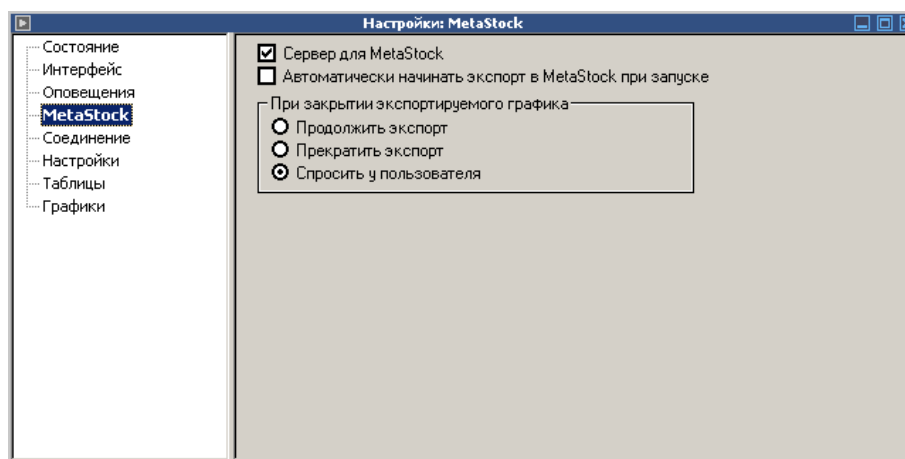 Настройки: MetaStock
Состояние
Интерфейс
Оповещения
MetaStock
Соединение
Настройки
Таблицы
Графики
Сервер для MetaStock
Автоматически начинать экспорт в MetaStock при запуске
При закрытии экспортируемого графика
Продолжить экспорт
Прекратить экспорт
Спросить у пользователя